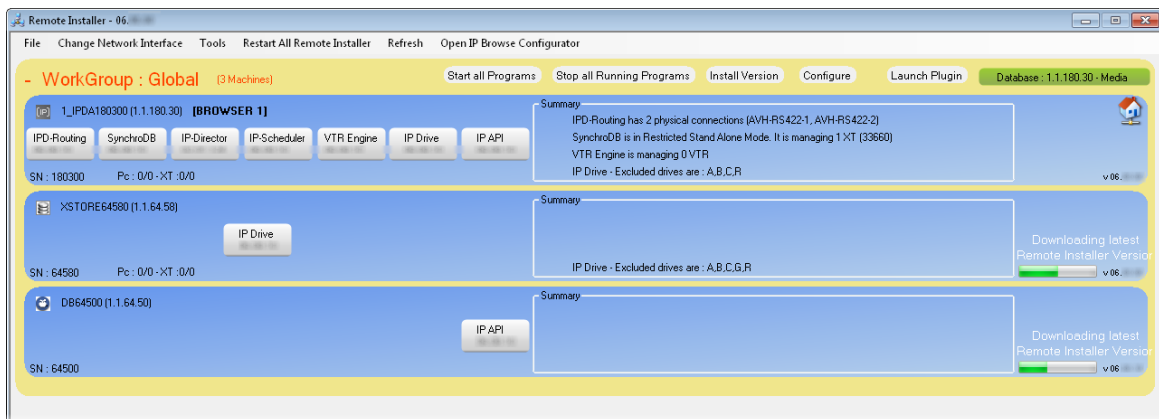 Remote Installer - 06.
File Change Network Interface Tools Restart All Remote Installer Refresh Open IP Browse Configurator
- WorkGroup : Global (3 Machines) Start all Programs Stop all Running Programs Install Version Configure Launch Plugin Database : 1.1.180.30 - Media
1_IPDA180300 (1.1.180.30) [BROWSER 1]
IPD-Routing SynchroDB IP-Director IP-Scheduler VTR Engine IP Drive IP API
SN : 180300 Pc : 0/0 - XT :0/0
Summary
IPD-Routing has 2 physical connections (AVH-RS422-1, AVH-RS422-2)
SynchroDB is in Restricted Stand Alone Mode. It is managing 1 XT (33660)
VTR Engine is managing 0 VTR
IP Drive - Excluded drives are : A,B,C,R
v 06.
XSTORE64580 (1.1.64.58)
IP Drive
SN : 64580 Pc : 0/0 - XT :0/0
Summary
IP Drive - Excluded drives are : A,B,C,G,R
Downloading latest
Remote Installer Version
v 06.
DB64500 (1.1.64.50)
IP API
SN : 64500
Summary
Downloading latest
Remote Installer Version
v 06